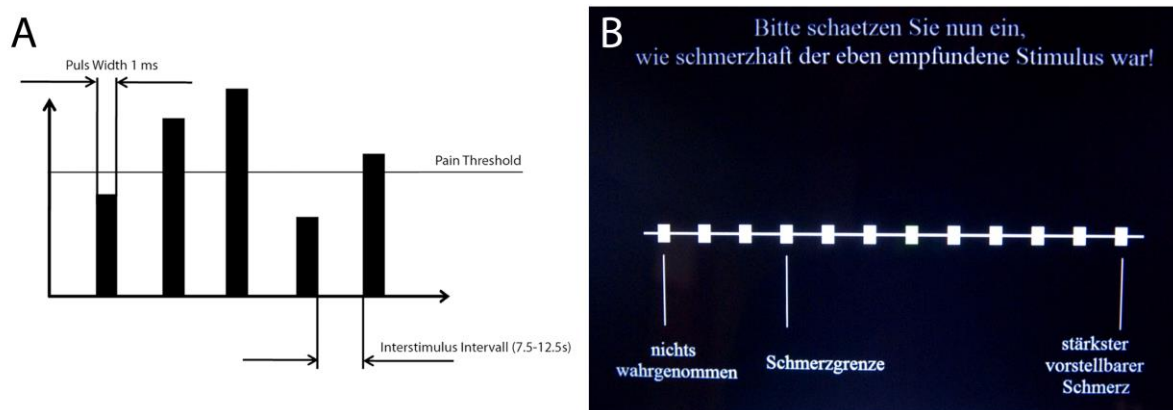 A
Puls Width 1 ms
Pain Threshold
Interstimulus Intervall (7.5-12.5s)
B
Bitte schaetzen Sie nun ein,
wie schmerzhaft der eben empfundene Stimulus war!
nichts
wahrgenommen
Schmerzgrenze
stärkster
vorstellbarer
Schmerz